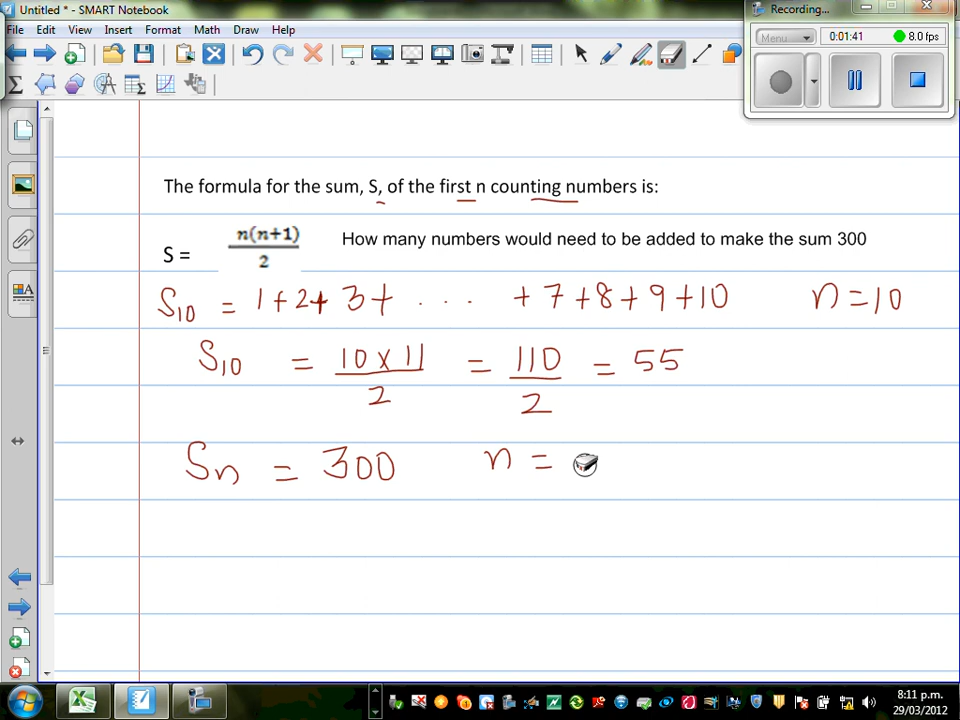 Untitled * - SMART Notebook
File Edit View Insert Format Math Draw Help
Recording...
Menu 0:01:41 8.0 fps
The formula for the sum, S, of the first n counting numbers is:
S = n(n+1)/2 How many numbers would need to be added to make the sum 300
S10 = 1+2+3+ . ... +7+8+9+10 n=10
S10 = 10 x 11/2 = 110/2 = 55
Sn = 300 n =
8:11 p.m.
29/03/2012